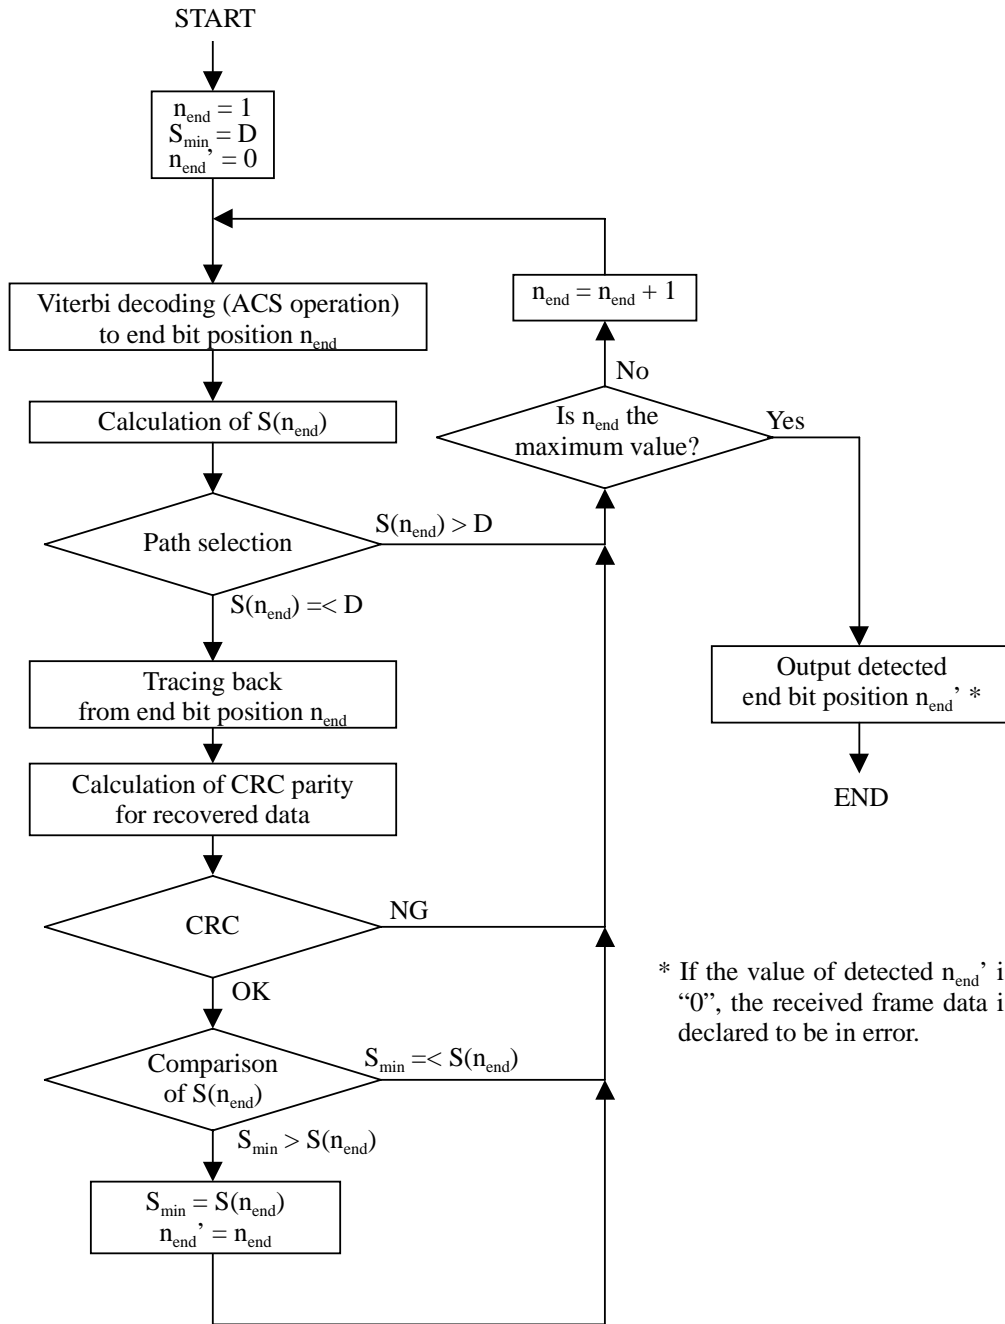 START
n_end = 1
S_min = D
n_end’ = 0
Viterbi decoding (ACS operation)
to end bit position n_end
n_end = n_end + 1
No
Calculation of S(n_end)
Is n_end the
maximum value?
Yes
Path selection
S(n_end) > D
S(n_end) =< D
Tracing back
from end bit position n_end
Output detected
end bit position n_end’ *
Calculation of CRC parity
for recovered data
END
CRC
NG
OK
* If the value of detected n_end’ i
“0”, the received frame data i
declared to be in error.
Comparison
of S(n_end)
S_min =< S(n_end)
S_min > S(n_end)
S_min = S(n_end)
n_end’ = n_end